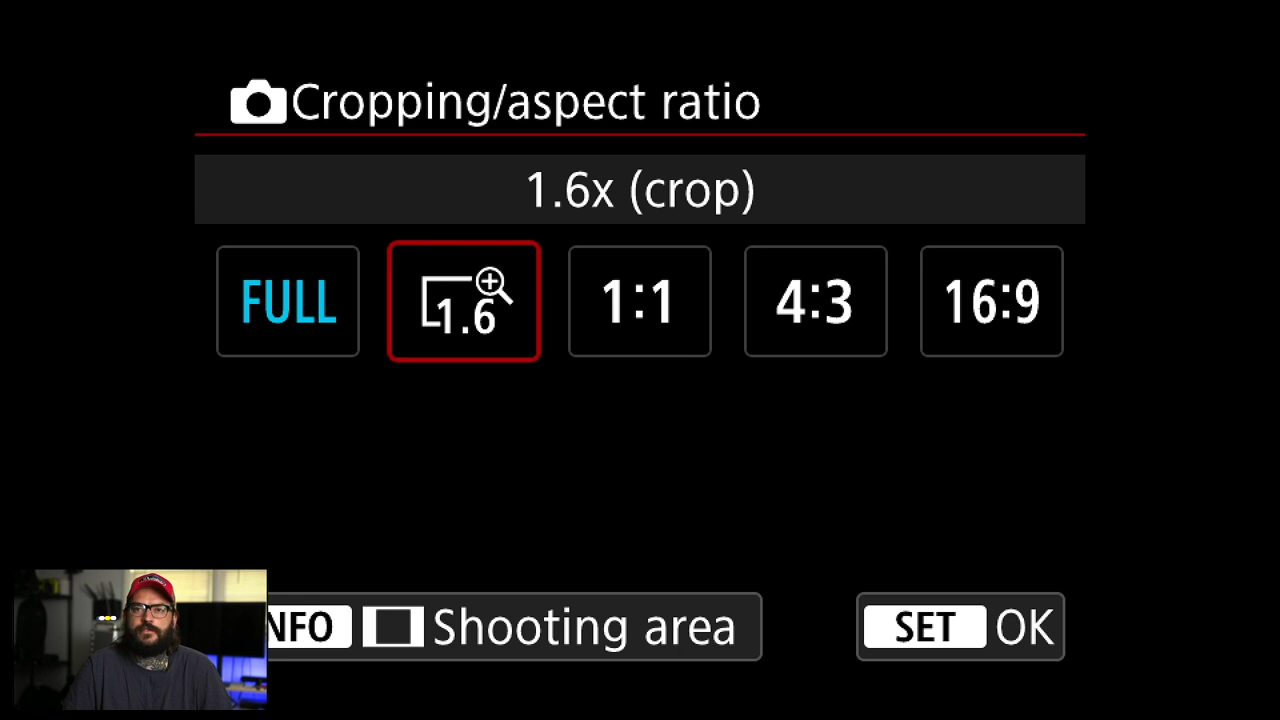 Cropping/aspect ratio
1.6x (crop)
FULL 1.6 1:1 4:3 16:9
NFO Shooting area SET OK